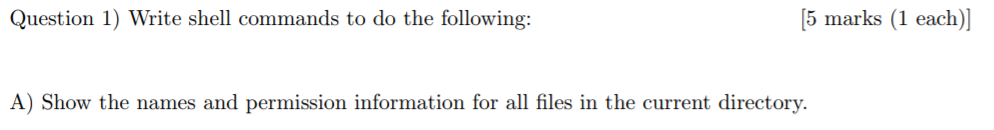 Question 1) Write shell commands to do the following: [5 marks (1 each)]
A) Show the names and permission information for all files in the current directory.